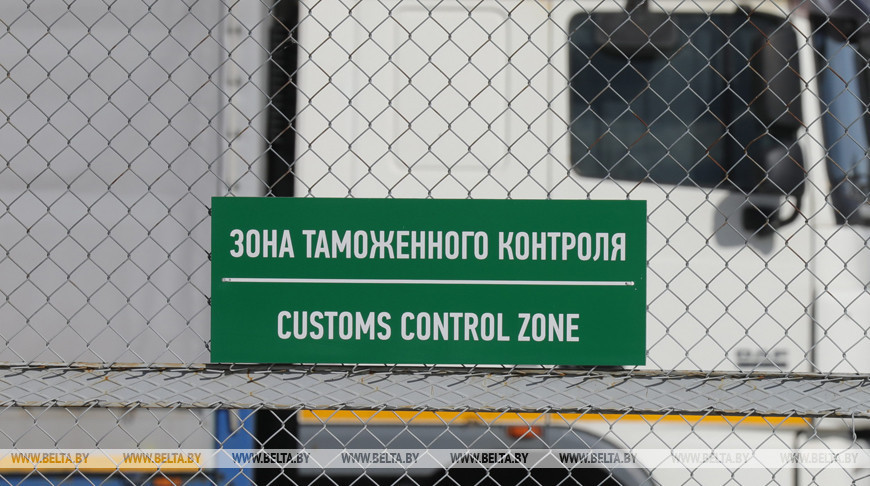 ЗОНА ТАМОЖЕННОГО КОНТРОЛЯ
CUSTOMS CONTROL ZONE
WWW.BELTA.BY WWW.BELTA.BY WWW.BELTA.BY WWW.BELTA.BY WWW.BELTA.BY WWW.BELTA.BY WWW.BELTA.BY WWW.BELTA.BY